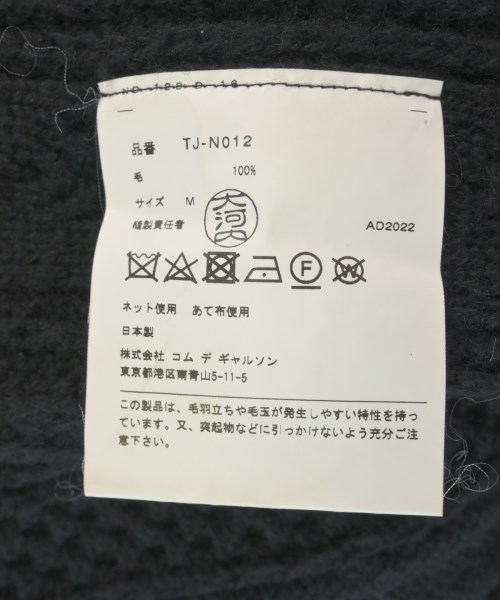 NO 120 D 18
品番 TJ-N012
毛 100%
サイズ M
縫製責任者 大河内
AD2022
F
W
ネット使用 あて布使用
日本製
株式会社 コム デ ギャルソン
東京都港区南青山5-11-5
この製品は、毛羽立ちや毛玉が発生しやすい特性を持っ
ています。又、突起物などに引っかけないよう充分ご注
意下さい。